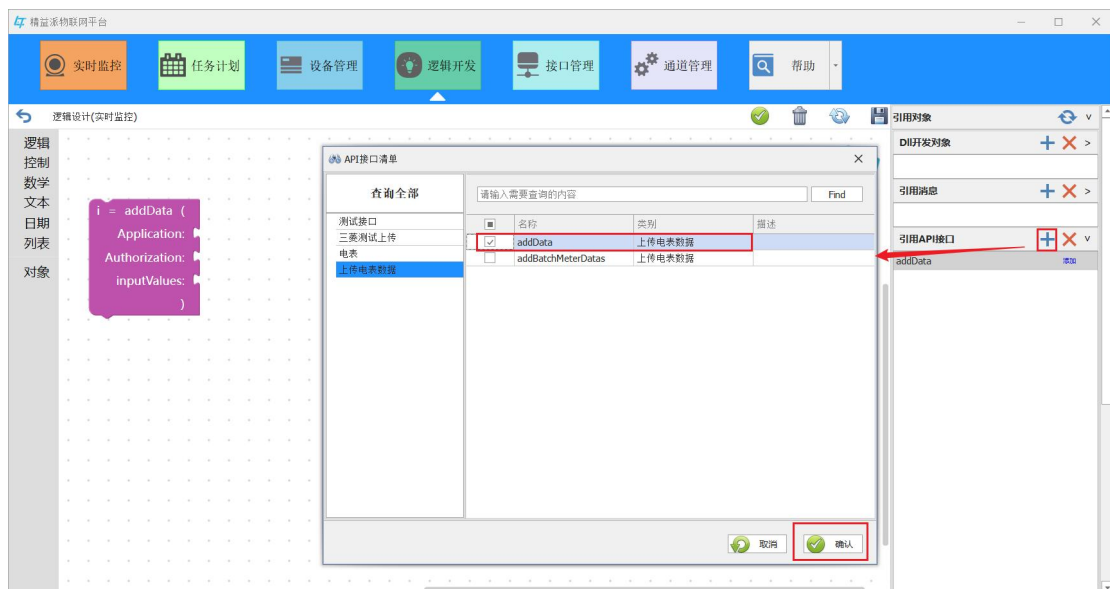 精益派物联网平台
实时监控
任务计划
设备管理
逻辑开发
接口管理
通道管理
帮助
逻辑设计(实时监控)
逻辑
控制
数学
文本
日期
列表
对象
i = addData (
Application:
Authorization:
inputValues:
)
API接口清单
查询全部
测试接口
三菱测试上传
电表
上传电表数据
请输入需要查询的内容
Find
名称 类别 描述
addData 上传电表数据
addBatchMeterDatas 上传电表数据
取消
确认
引用对象
Dll开发对象
引用消息
引用API接口
addData 添加